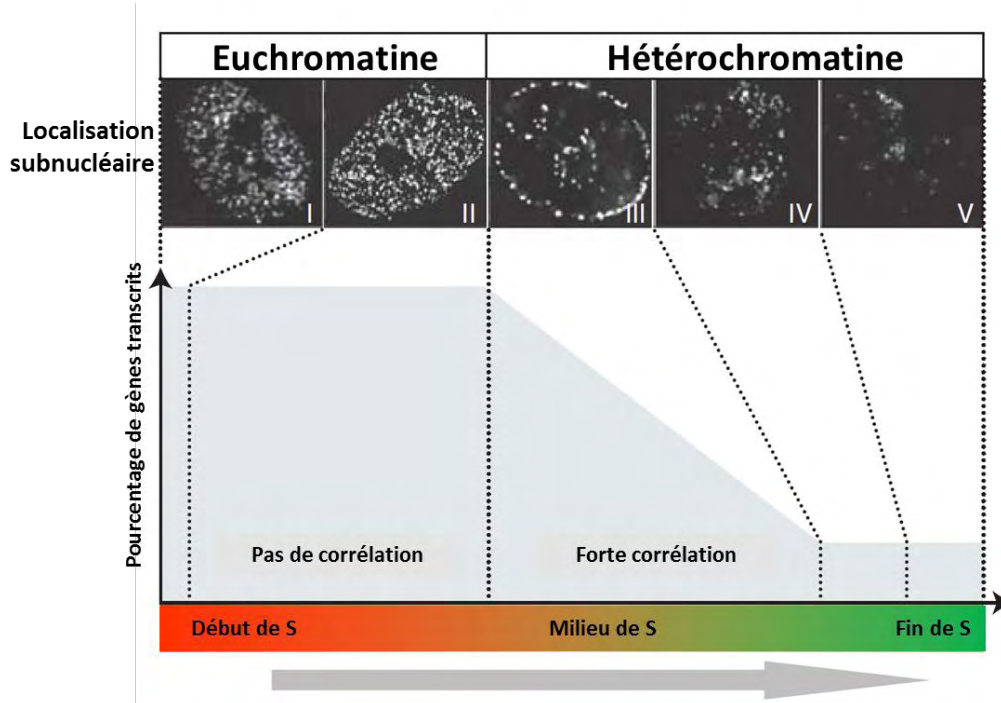 Euchromatine
Hétérochromatine
Localisation
subnucléaire
I
II
III
IV
V
Pourcentage de gènes transcrits
Pas de corrélation
Forte corrélation
Début de S
Milieu de S
Fin de S